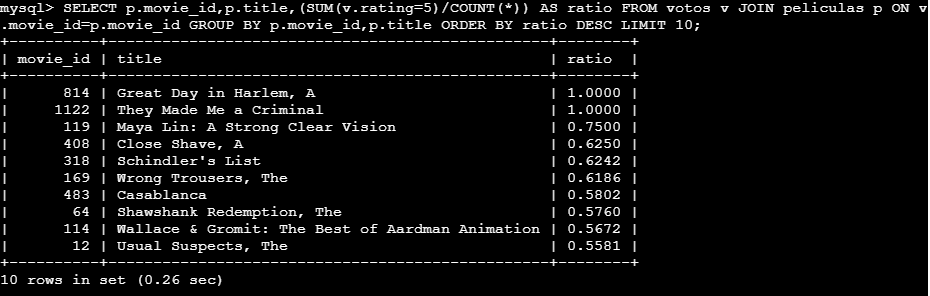 mysql> SELECT p.movie_id,p.title,(SUM(v.rating=5)/COUNT(*)) AS ratio FROM votos v JOIN peliculas p ON v
.movie_id=p.movie_id GROUP BY p.movie_id,p.title ORDER BY ratio DESC LIMIT 10;
+----------+---------------------------------------------------+--------+
| movie_id | title                                             | ratio  |
+----------+---------------------------------------------------+--------+
|      814 | Great Day in Harlem, A                            | 1.0000 |
|     1122 | They Made Me a Criminal                           | 1.0000 |
|      119 | Maya Lin: A Strong Clear Vision                   | 0.7500 |
|      408 | Close Shave, A                                    | 0.6250 |
|      318 | Schindler's List                                  | 0.6242 |
|      169 | Wrong Trousers, The                               | 0.6186 |
|      483 | Casablanca                                        | 0.5802 |
|       64 | Shawshank Redemption, The                         | 0.5760 |
|      114 | Wallace & Gromit: The Best of Aardman Animation | 0.5672 |
|       12 | Usual Suspects, The                               | 0.5581 |
+----------+---------------------------------------------------+--------+
10 rows in set (0.26 sec)